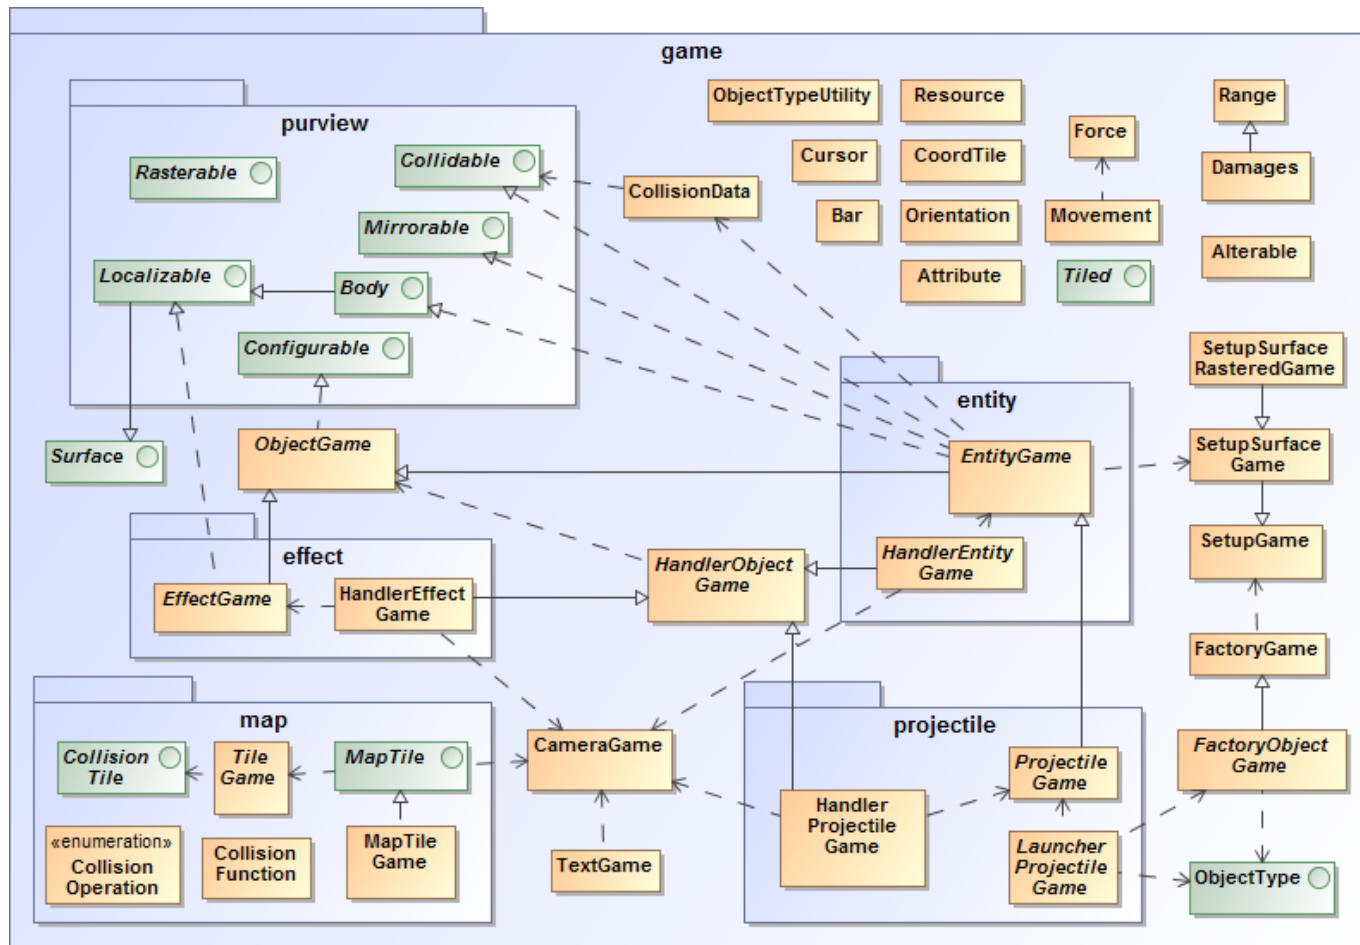 game
purview
Rasterable
Collidable
Mirrorable
Localizable
Body
Configurable
Surface
ObjectGame
ObjectTypeUtility
Resource
Range
Cursor
CoordTile
Force
Damages
CollisionData
Bar
Orientation
Movement
Attribute
Tiled
Alterable
entity
EntityGame
HandlerEntity
Game
SetupSurface
RasteredGame
SetupSurface
Game
SetupGame
FactoryGame
FactoryObject
Game
ObjectType
effect
EffectGame
HandlerEffect
Game
HandlerObject
Game
map
Collision
Tile
Tile
Game
MapTile
«enumeration»
Collision
Operation
Collision
Function
MapTile
Game
CameraGame
TextGame
projectile
Projectile
Game
Handler
Projectile
Game
Launcher
Projectile
Game